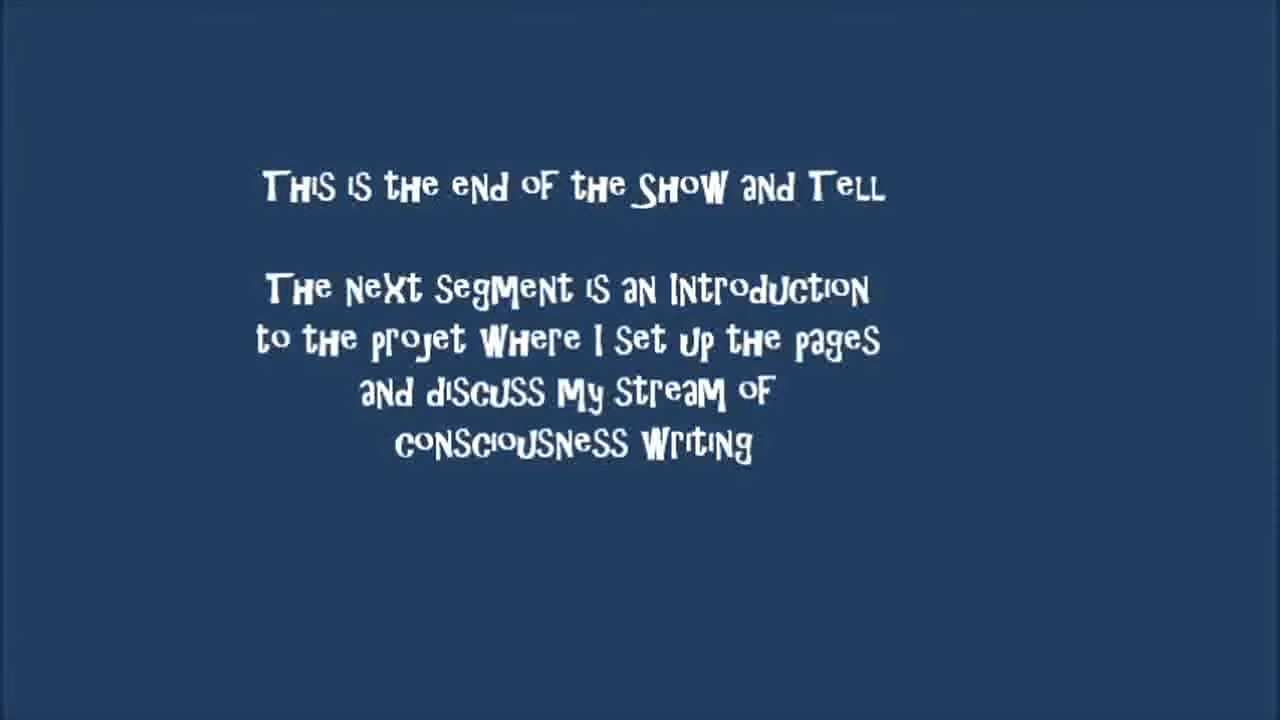 This is the end of the Show and Tell
The next segment is an introduction
to the projet where I set up the pages
and discuss my stream of
consciousness writing